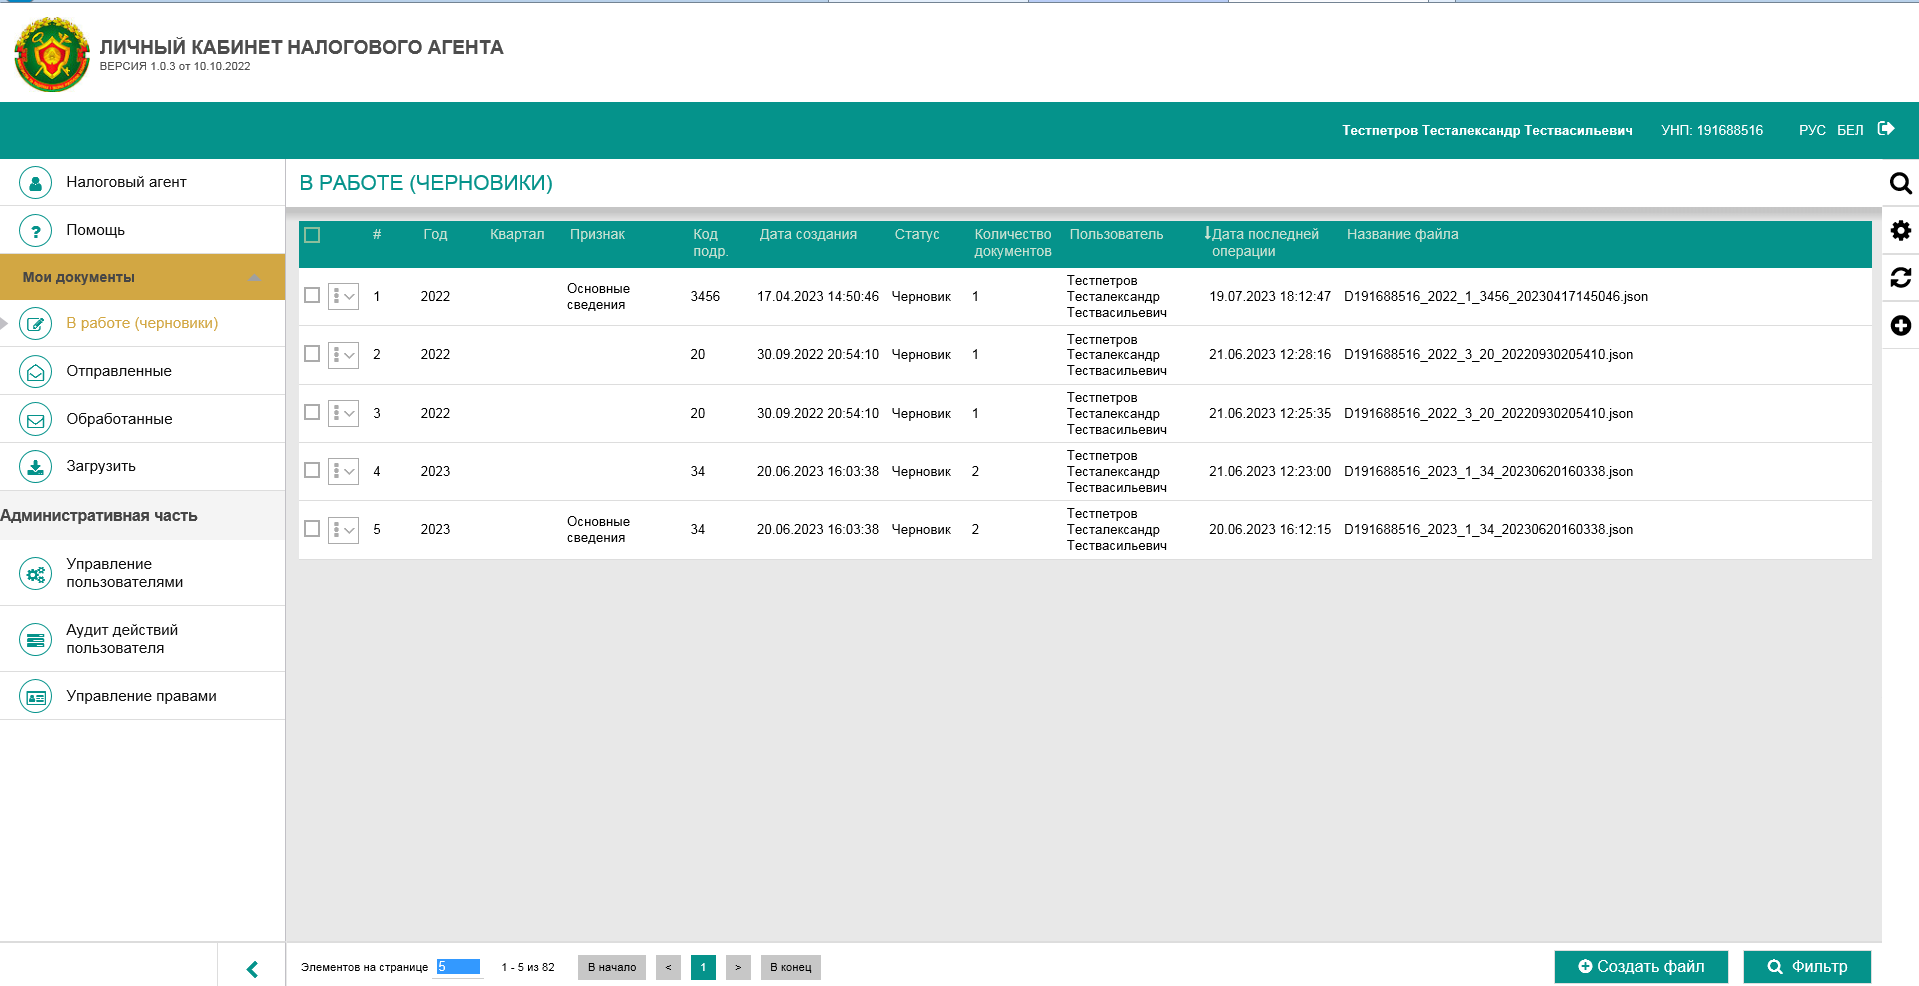 ЛИЧНЫЙ КАБИНЕТ НАЛОГОВОГО АГЕНТА
ВЕРСИЯ 1.0.3 от 10.10.2022
Тестпетров Тесталександр Тествасильевич УНП: 191688516 РУС БЕЛ
Налоговый агент
Помощь
Мои документы
В работе (черновики)
Отправленные
Обработанные
Загрузить
Административная часть
Управление
пользователями
Аудит действий
пользователя
Управление правами
В РАБОТЕ (ЧЕРНОВИКИ)
# Год Квартал Признак Код подр. Дата создания Статус Количество документов Пользователь Дата последней операции Название файла
1 2022 Основные сведения 3456 17.04.2023 14:50:46 Черновик 1 Тестпетров Тесталександр Тествасильевич 19.07.2023 18:12:47 D191688516_2022_1_3456_20230417145046.json
2 2022 20 30.09.2022 20:54:10 Черновик 1 Тестпетров Тесталександр Тествасильевич 21.06.2023 12:28:16 D191688516_2022_3_20_20220930205410.json
3 2022 20 30.09.2022 20:54:10 Черновик 1 Тестпетров Тесталександр Тествасильевич 21.06.2023 12:25:35 D191688516_2022_3_20_20220930205410.json
4 2023 34 20.06.2023 16:03:38 Черновик 2 Тестпетров Тесталександр Тествасильевич 21.06.2023 12:23:00 D191688516_2023_1_34_20230620160338.json
5 2023 Основные сведения 34 20.06.2023 16:03:38 Черновик 2 Тестпетров Тесталександр Тествасильевич 20.06.2023 16:12:15 D191688516_2023_1_34_20230620160338.json
Элементов на странице 5 1 - 5 из 82 В начало < 1 > В конец Создать файл Фильтр